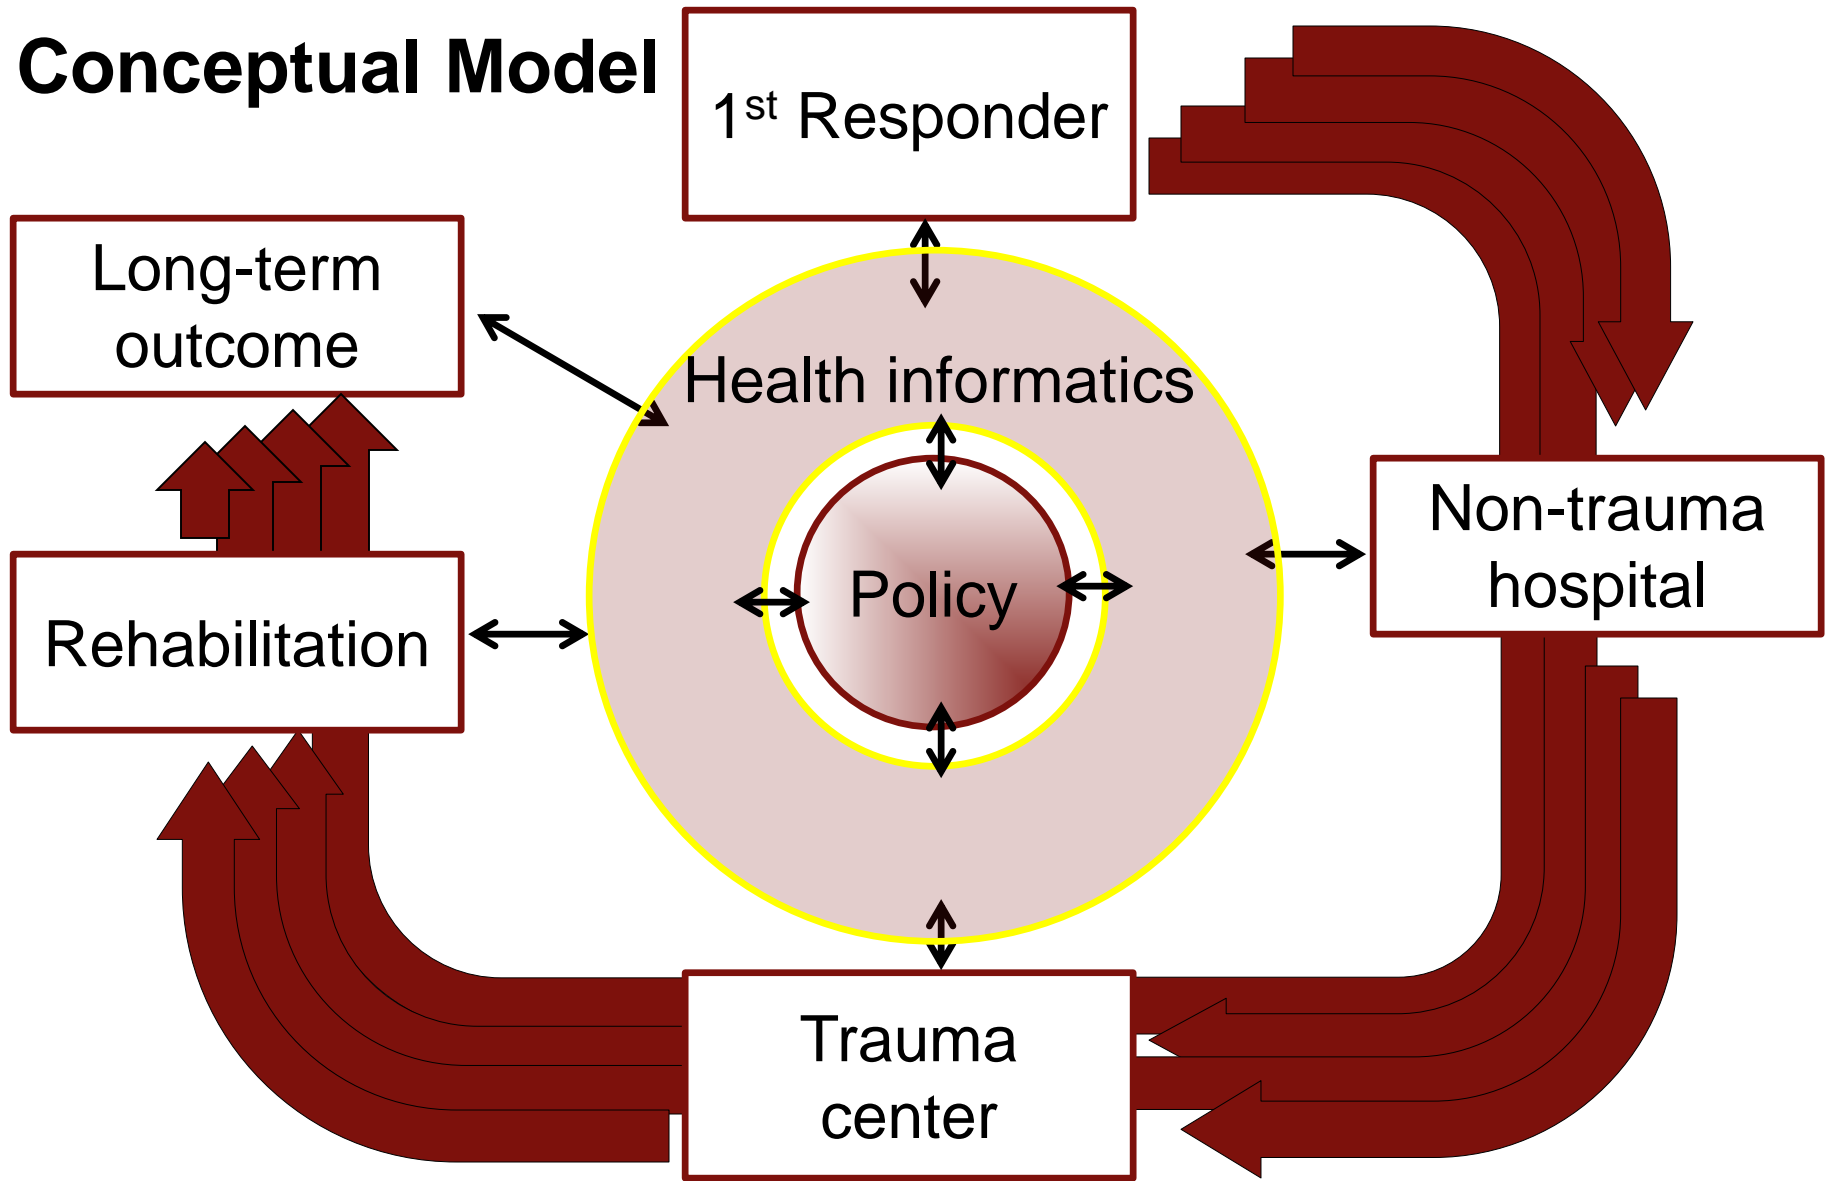 Conceptual Model
1st Responder
Long-term
outcome
Health informatics
Non-trauma
hospital
Policy
Rehabilitation
Trauma
center